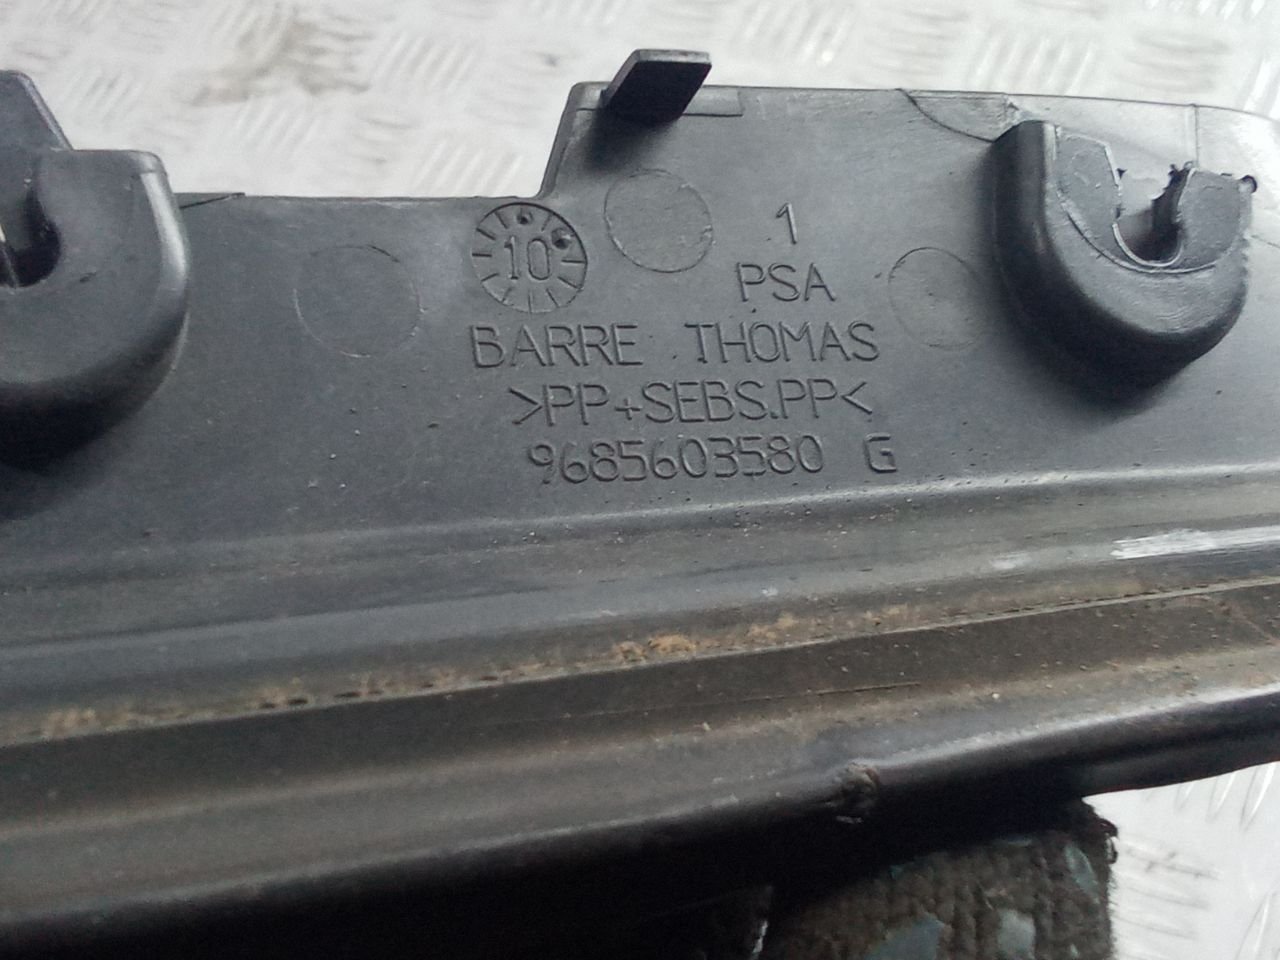 10
1
PSA
BARRE THOMAS
>PP+SEBS.PP<
9685603580 G